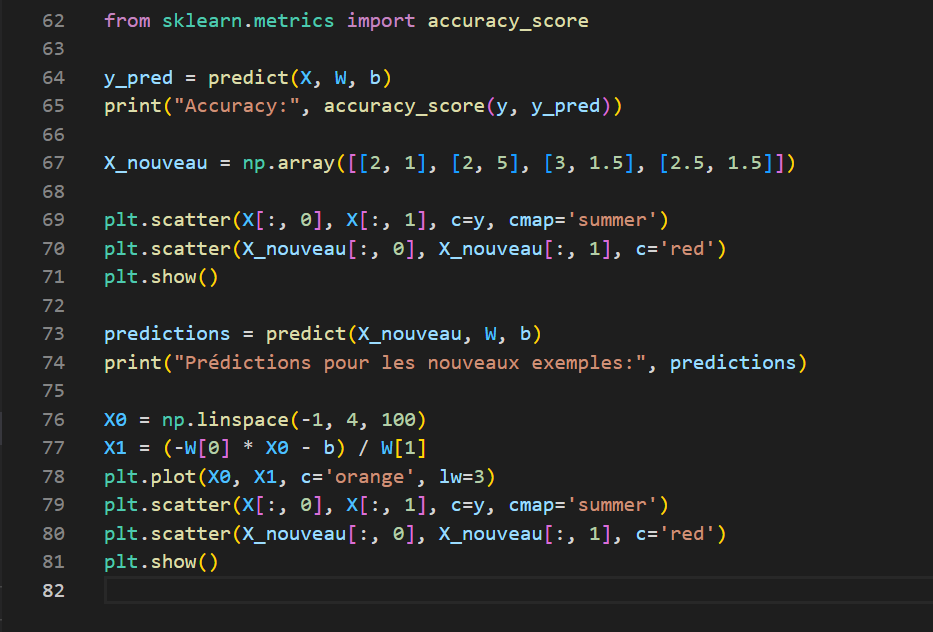 62 from sklearn.metrics import accuracy_score
63
64 y_pred = predict(X, W, b)
65 print("Accuracy:", accuracy_score(y, y_pred))
66
67 X_nouveau = np.array([[2, 1], [2, 5], [3, 1.5], [2.5, 1.5]])
68
69 plt.scatter(X[:, 0], X[:, 1], c=y, cmap='summer')
70 plt.scatter(X_nouveau[:, 0], X_nouveau[:, 1], c='red')
71 plt.show()
72
73 predictions = predict(X_nouveau, W, b)
74 print("Prédictions pour les nouveaux exemples:", predictions)
75
76 X0 = np.linspace(-1, 4, 100)
77 X1 = (-W[0] * X0 - b) / W[1]
78 plt.plot(X0, X1, c='orange', lw=3)
79 plt.scatter(X[:, 0], X[:, 1], c=y, cmap='summer')
80 plt.scatter(X_nouveau[:, 0], X_nouveau[:, 1], c='red')
81 plt.show()
82